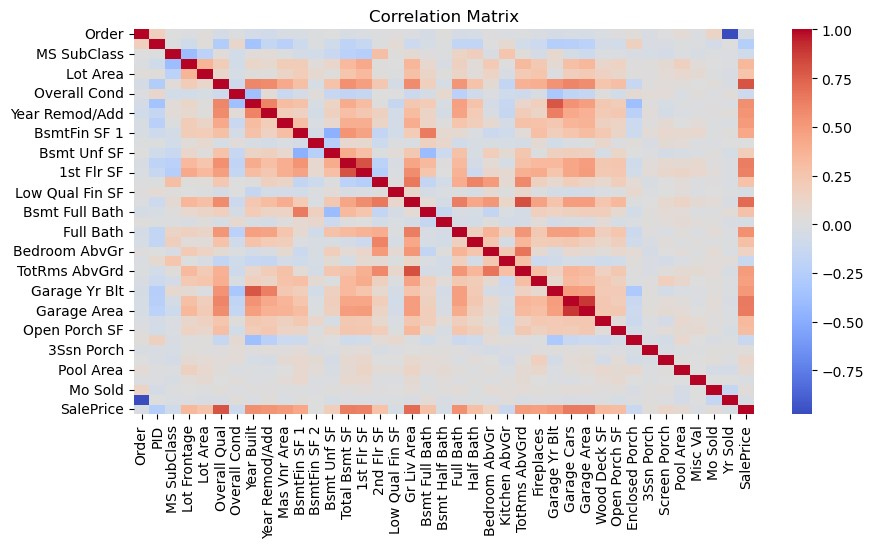 Correlation Matrix
Order
MS SubClass
Lot Area
Overall Cond
Year Remod/Add
BsmtFin SF 1
Bsmt Unf SF
1st Flr SF
Low Qual Fin SF
Bsmt Full Bath
Full Bath
Bedroom AbvGr
TotRms AbvGrd
Garage Yr Blt
Garage Area
Open Porch SF
3Ssn Porch
Pool Area
Mo Sold
SalePrice
Order
PID
MS SubClass
Lot Frontage
Lot Area
Overall Qual
Overall Cond
Year Built
Year Remod/Add
Mas Vnr Area
BsmtFin SF 1
BsmtFin SF 2
Bsmt Unf SF
Total Bsmt SF
1st Flr SF
2nd Flr SF
Low Qual Fin SF
Gr Liv Area
Bsmt Full Bath
Bsmt Half Bath
Full Bath
Half Bath
Bedroom AbvGr
Kitchen AbvGr
TotRms AbvGrd
Fireplaces
Garage Yr Blt
Garage Cars
Garage Area
Wood Deck SF
Open Porch SF
Enclosed Porch
3Ssn Porch
Screen Porch
Pool Area
Misc Val
Mo Sold
Yr Sold
SalePrice
1.00
0.75
0.50
0.25
0.00
−0.25
−0.50
−0.75